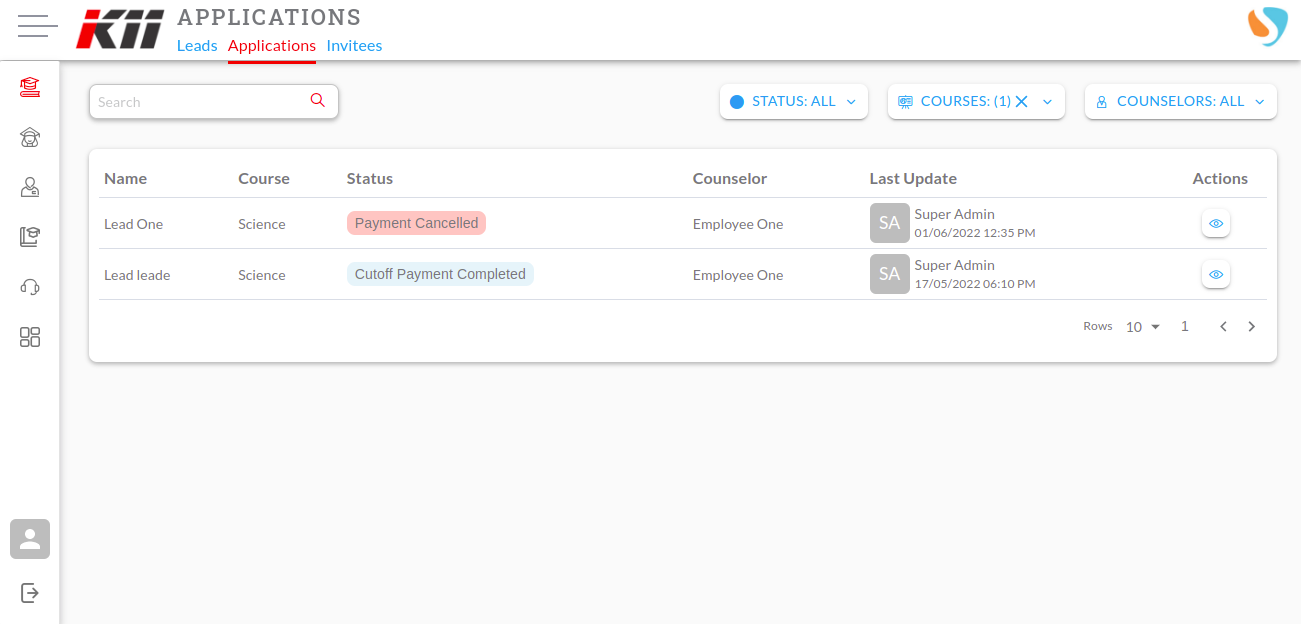 KII APPLICATIONS
Leads Applications Invitees
Search
STATUS: ALL
COURSES: (1)
COUNSELORS: ALL
Name Course Status Counselor Last Update Actions
Lead One Science Payment Cancelled Employee One SA Super Admin
01/06/2022 12:35 PM
Lead leade Science Cutoff Payment Completed Employee One SA Super Admin
17/05/2022 06:10 PM
Rows 10 1